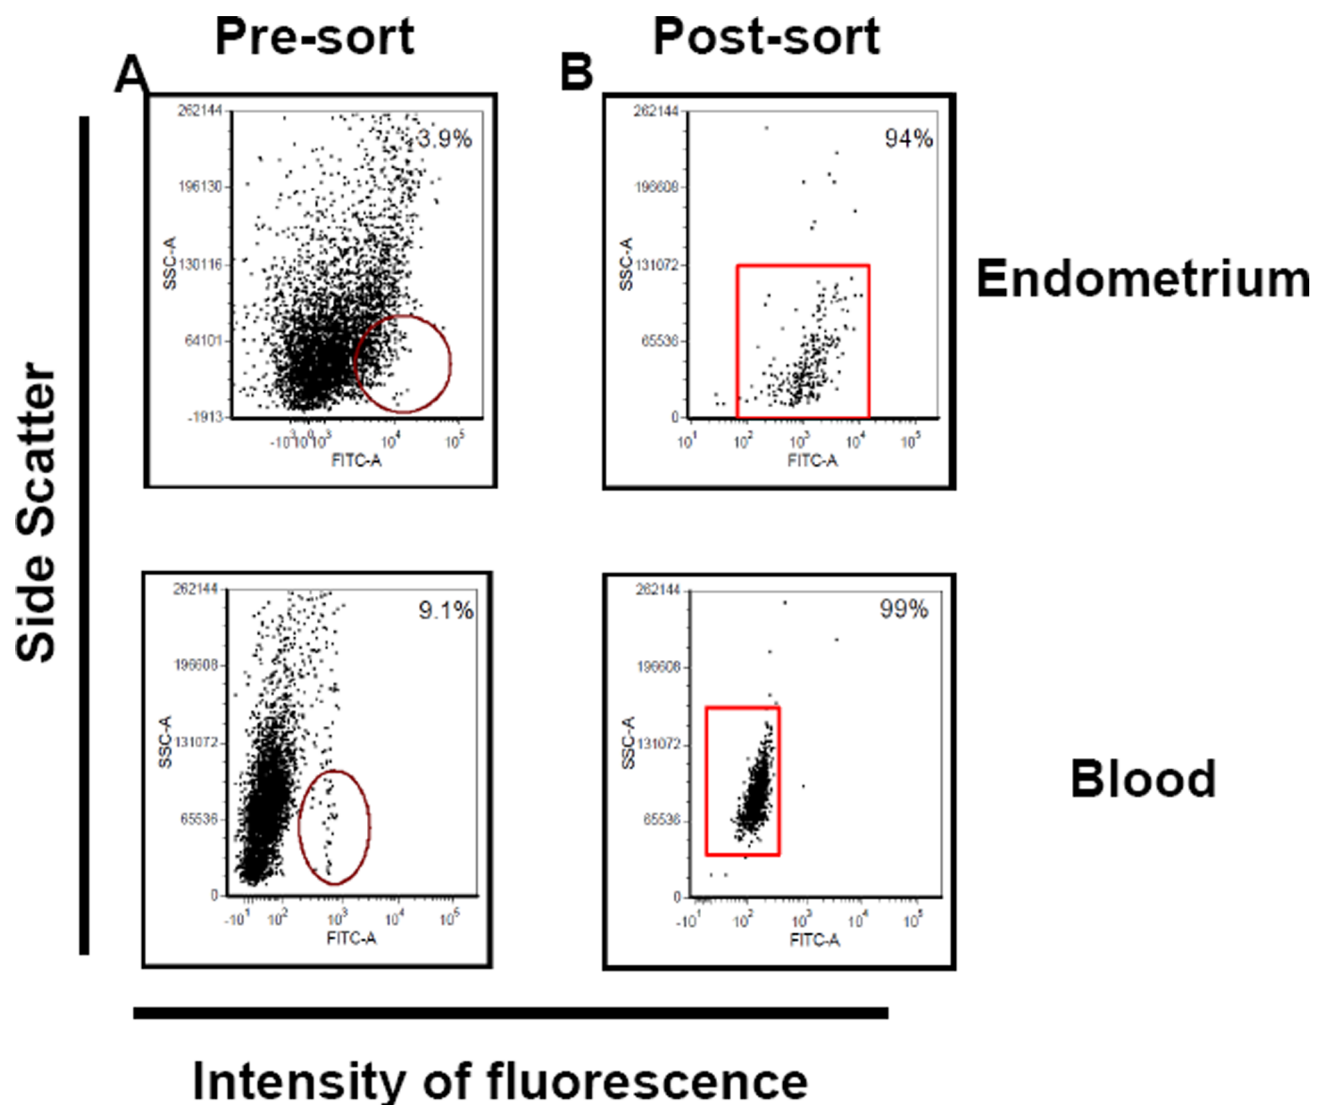 Pre-sort
Post-sort
A
B
262144
3.9%
196130
130116
64101
-1913
SSC-A
10⁴
10⁵
FITC-A
262144
94%
196608
131072
65536
0
SSC-A
10¹
10²
10³
10⁴
10⁵
FITC-A
Endometrium
Side Scatter
262144
9.1%
196608
131072
65536
0
SSC-A
-10¹
10²
10³
10⁴
10⁵
FITC-A
262144
99%
196608
131072
65536
0
SSC-A
-10¹
10²
10³
10⁴
10⁵
FITC-A
Blood
Intensity of fluorescence